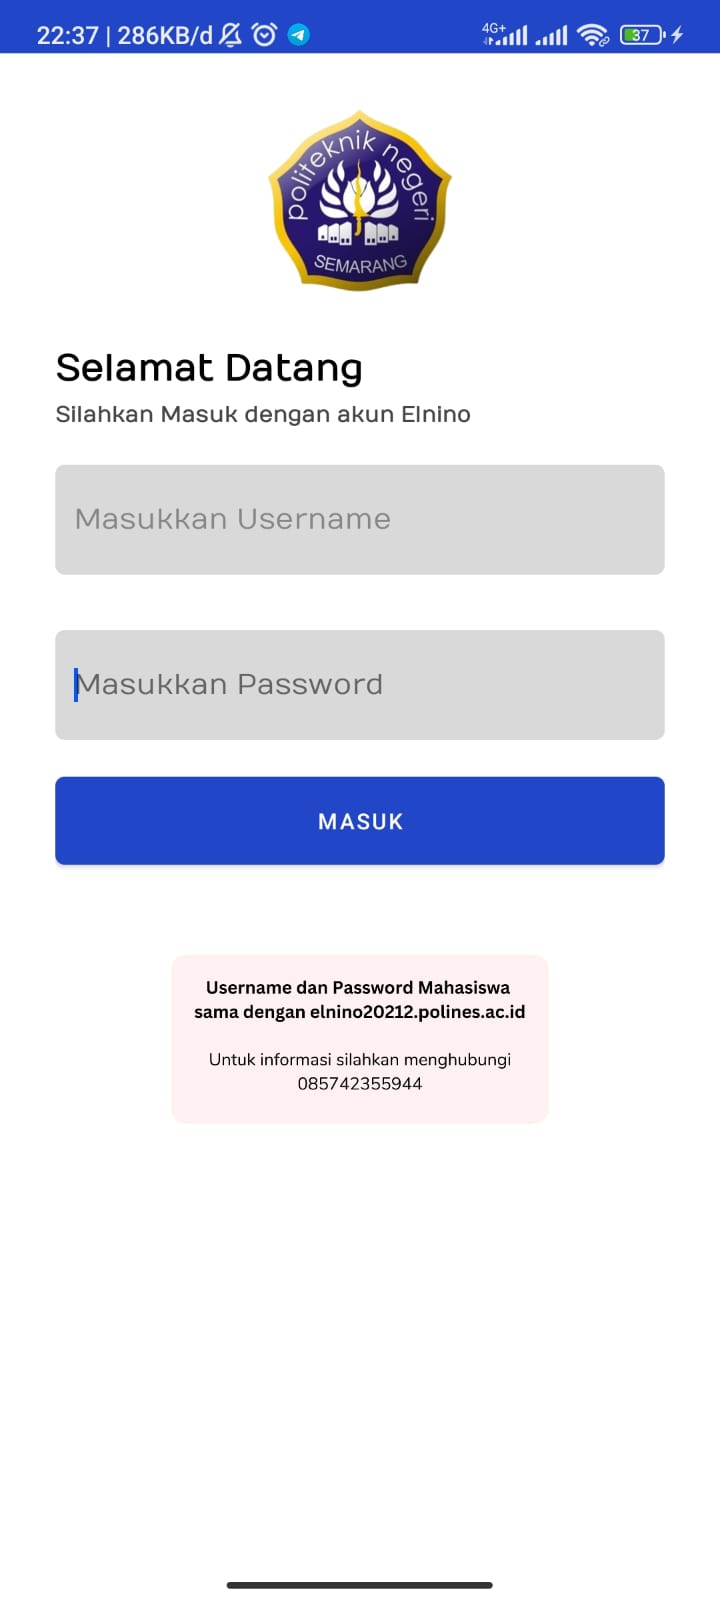 22:37 | 286KB/d
4G+
37
politeknik negeri
SEMARANG
Selamat Datang
Silahkan Masuk dengan akun Elnino
Masukkan Username
Masukkan Password
MASUK
Username dan Password Mahasiswa
sama dengan elnino20212.polines.ac.id
Untuk informasi silahkan menghubungi
085742355944